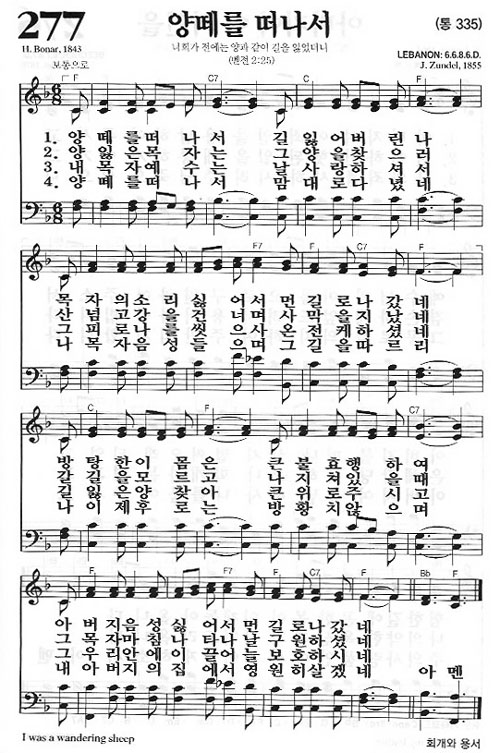 277 양떼를 떠나서 (통 335)
H. Bonar, 1843
너희가 전에는 양과 같이 길을 잃었더니
(벧전 2:25)
LEBANON: 6.6.8.6.D.
J. Zundel, 1855
보통으로
F C7 F
1. 양 떼 를 떠 나 서 길 잃 어 버 린 나
2. 양 잃 은 목 자 는 그 양 을 찾 으 러
3. 내 목 자 예 수 는 날 사 랑 하 셔 서
4. 양 떼 를 떠 나 서 맘 대 로 다 녔 네
F7 F C7 F
목 자 의 소 리 싫 어 서 먼 길 로 나 갔 네
산 넘 고 강 을 건 너 며 사 막 을 지 났 네
그 피 로 나 를 씻 으 사 온 전 케 하 셨 네
나 목 자 음 성 들 으 며 그 길 을 따 르 리
C F C7
방 탕 한 이 몸 은 큰 불 효 행 하 여
갈 길 을 모 르 고 나 지 쳐 있 을 때
길 잃 은 양 찾 아 큰 위 로 주 시 고
나 이 제 후 로 는 방 황 치 않 으 며
F F7 F C7 F Bb F
아 버 지 음 성 싫 어 서 먼 길 로 나 갔 네
그 목 자 마 침 내 나 타 나 날 구 원 하 셨 네
그 우 리 안 에 이 끌 어 늘 보 호 하 시 네
내 아 버 지 의 집 에 서 영 원 히 살 겠 네 아 멘
I was a wandering sheep
회개와 용서